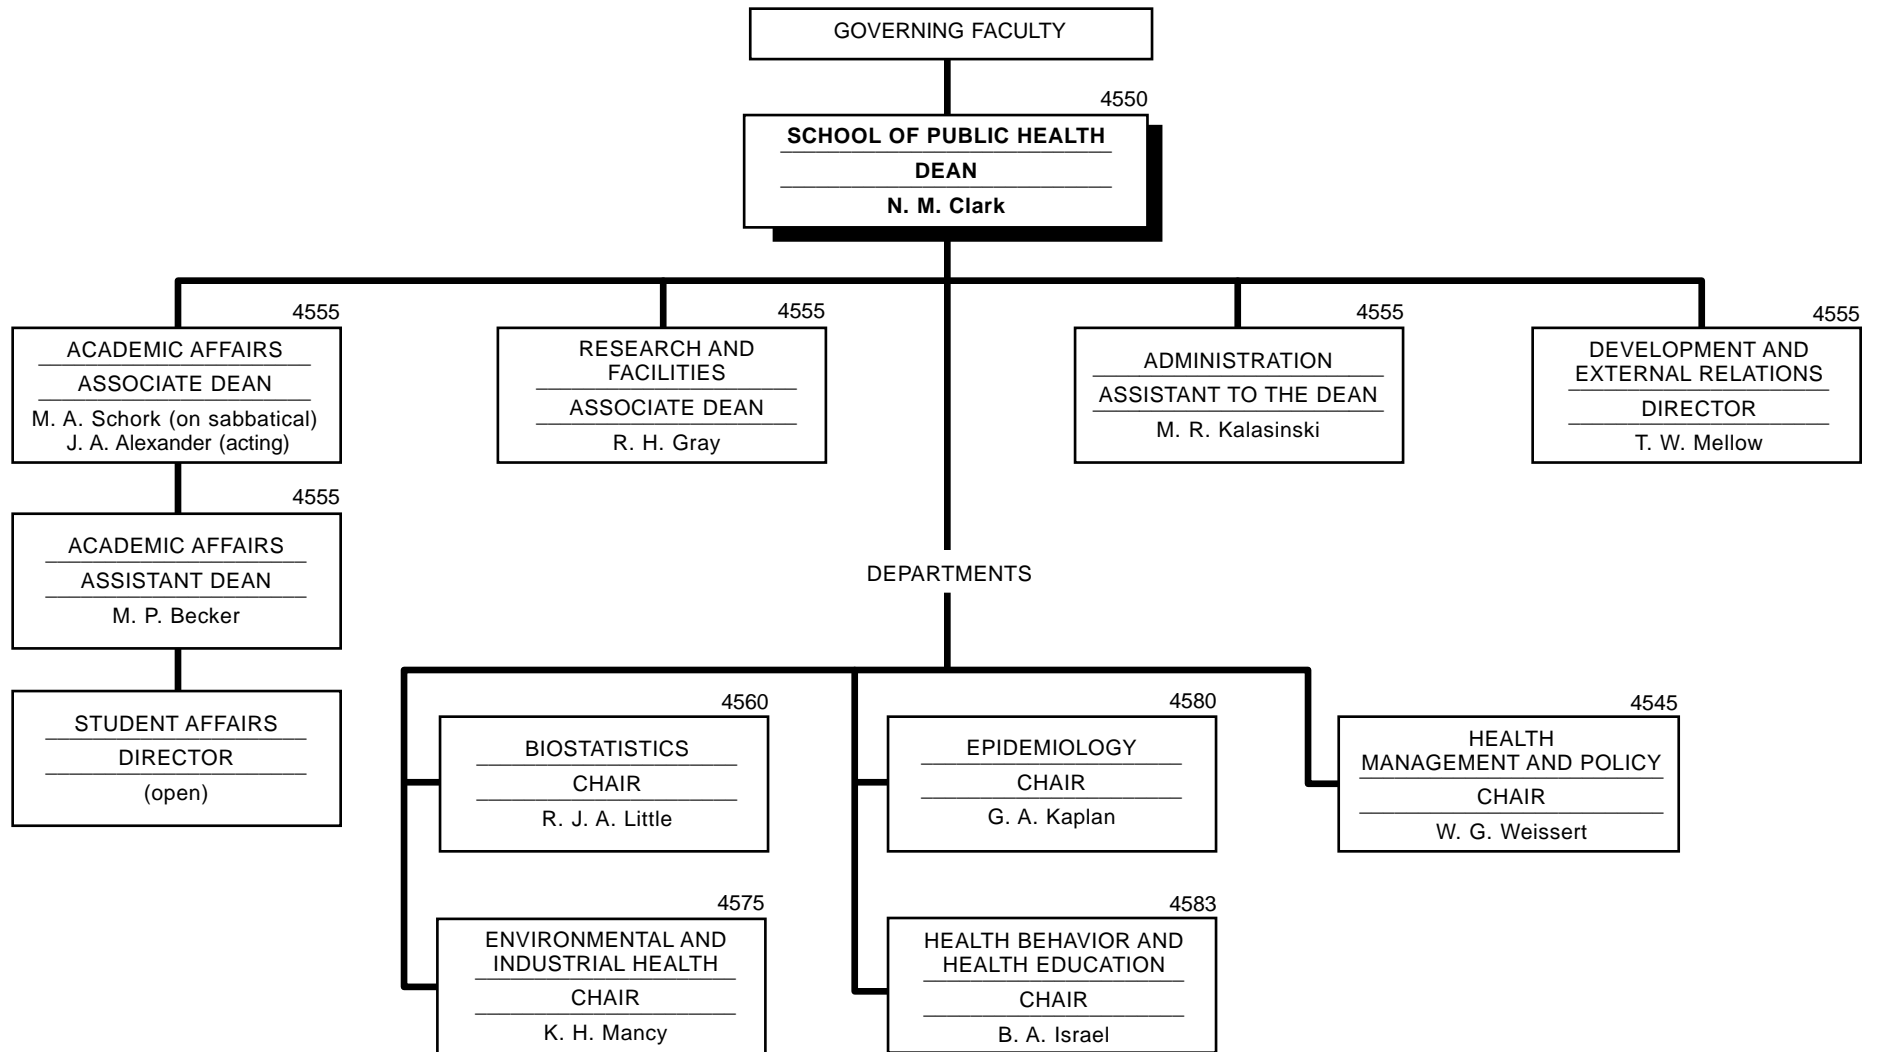 GOVERNING FACULTY
4550
SCHOOL OF PUBLIC HEALTH
DEAN
N. M. Clark
4555
ACADEMIC AFFAIRS
ASSOCIATE DEAN
M. A. Schork (on sabbatical)
J. A. Alexander (acting)
4555
RESEARCH AND
FACILITIES
ASSOCIATE DEAN
R. H. Gray
4555
ADMINISTRATION
ASSISTANT TO THE DEAN
M. R. Kalasinski
4555
DEVELOPMENT AND
EXTERNAL RELATIONS
DIRECTOR
T. W. Mellow
4555
ACADEMIC AFFAIRS
ASSISTANT DEAN
M. P. Becker
STUDENT AFFAIRS
DIRECTOR
(open)
DEPARTMENTS
4560
BIOSTATISTICS
CHAIR
R. J. A. Little
4580
EPIDEMIOLOGY
CHAIR
G. A. Kaplan
4545
HEALTH
MANAGEMENT AND POLICY
CHAIR
W. G. Weissert
4575
ENVIRONMENTAL AND
INDUSTRIAL HEALTH
CHAIR
K. H. Mancy
4583
HEALTH BEHAVIOR AND
HEALTH EDUCATION
CHAIR
B. A. Israel